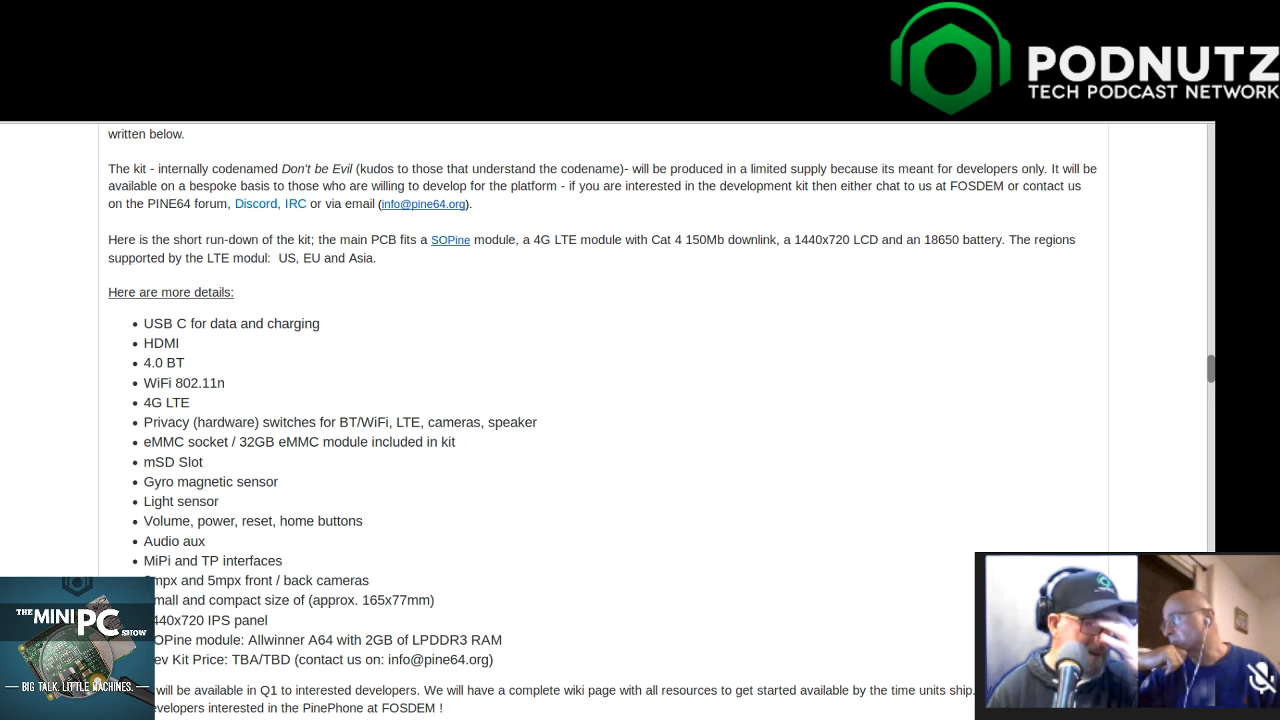 PODNUTZ
TECH PODCAST NETWORK
written below.
The kit - internally codenamed Don't be Evil (kudos to those that understand the codename)- will be produced in a limited supply because its meant for developers only. It will be
available on a bespoke basis to those who are willing to develop for the platform - if you are interested in the development kit then either chat to us at FOSDEM or contact us
on the PINE64 forum, Discord, IRC or via email (info@pine64.org).
Here is the short run-down of the kit; the main PCB fits a SOPine module, a 4G LTE module with Cat 4 150Mb downlink, a 1440x720 LCD and an 18650 battery. The regions
supported by the LTE modul:  US, EU and Asia.
Here are more details:
• USB C for data and charging
• HDMI
• 4.0 BT
• WiFi 802.11n
• 4G LTE
• Privacy (hardware) switches for BT/WiFi, LTE, cameras, speaker
• eMMC socket / 32GB eMMC module included in kit
• mSD Slot
• Gyro magnetic sensor
• Light sensor
• Volume, power, reset, home buttons
• Audio aux
• MiPi and TP interfaces
and 5mpx front / back cameras
and compact size of (approx. 165x77mm)
IPS panel
module: Allwinner A64 with 2GB of LPDDR3 RAM
Kit Price: TBA/TBD (contact us on: info@pine64.org)
will be available in Q1 to interested developers. We will have a complete wiki page with all resources to get started available by the time units ship.
interested in the PinePhone at FOSDEM !
THE MINI PC SHOW
BIG TALK. LITTLE MACHINES.